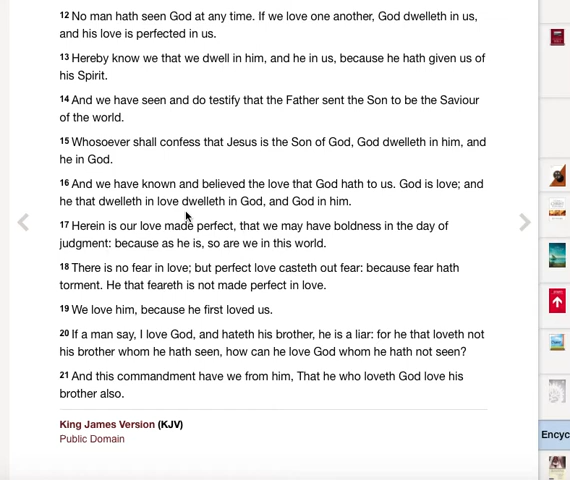 12 No man hath seen God at any time. If we love one another, God dwelleth in us,
and his love is perfected in us.
13 Hereby know we that we dwell in him, and he in us, because he hath given us of
his Spirit.
14 And we have seen and do testify that the Father sent the Son to be the Saviour
of the world.
15 Whosoever shall confess that Jesus is the Son of God, God dwelleth in him, and
he in God.
16 And we have known and believed the love that God hath to us. God is love; and
he that dwelleth in love dwelleth in God, and God in him.
17 Herein is our love made perfect, that we may have boldness in the day of
judgment: because as he is, so are we in this world.
18 There is no fear in love; but perfect love casteth out fear: because fear hath
torment. He that feareth is not made perfect in love.
19 We love him, because he first loved us.
20 If a man say, I love God, and hateth his brother, he is a liar: for he that loveth not
his brother whom he hath seen, how can he love God whom he hath not seen?
21 And this commandment have we from him, That he who loveth God love his
brother also.
King James Version (KJV)
Public Domain
Encyc